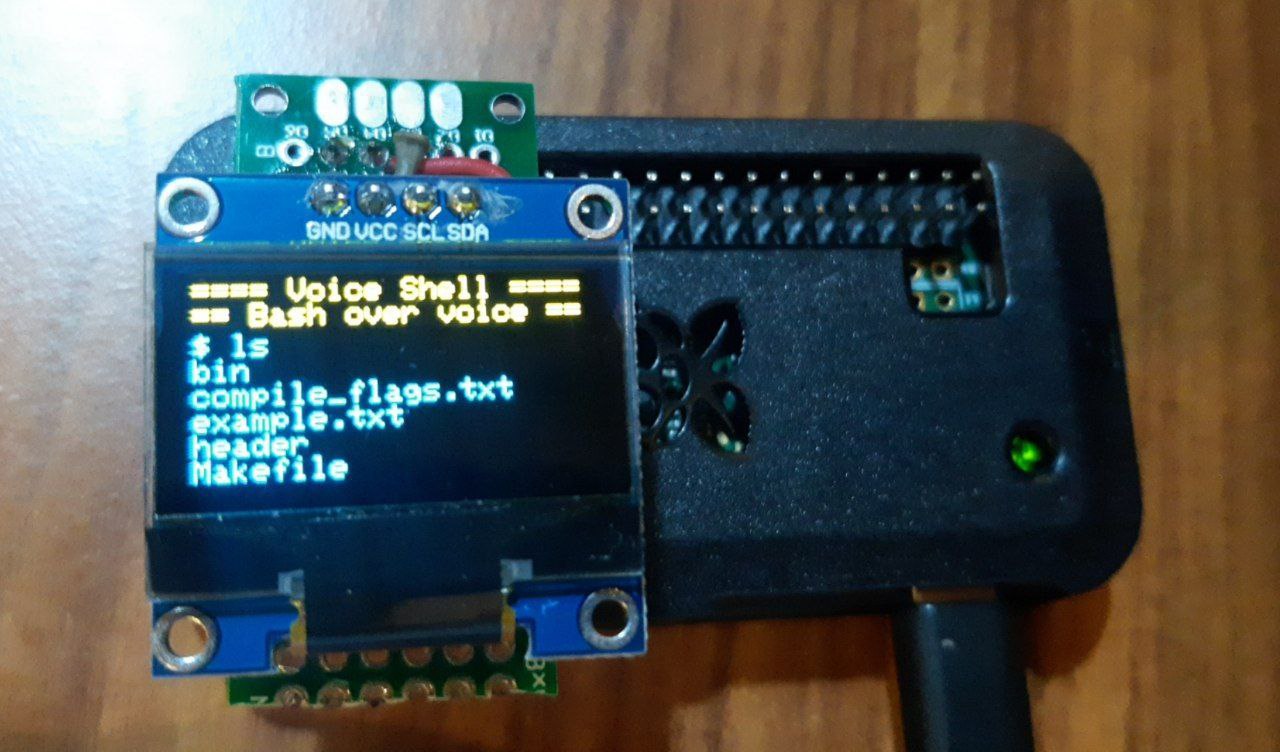 GND VCC SCL SDA
==== Voice Shell ====
== Bash over voice ==
$ ls
bin
compile_flags.txt
example.txt
header
Makefile